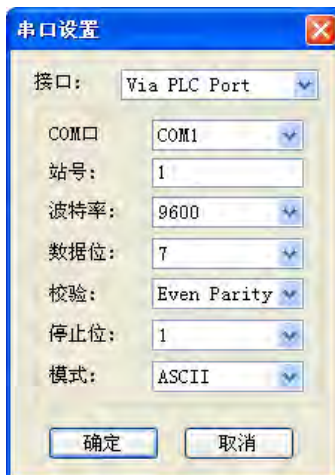 串口设置
接口: Via PLC Port
COM口 COM1
站号: 1
波特率: 9600
数据位: 7
校验: Even Parity
停止位: 1
模式: ASCII
确定 取消